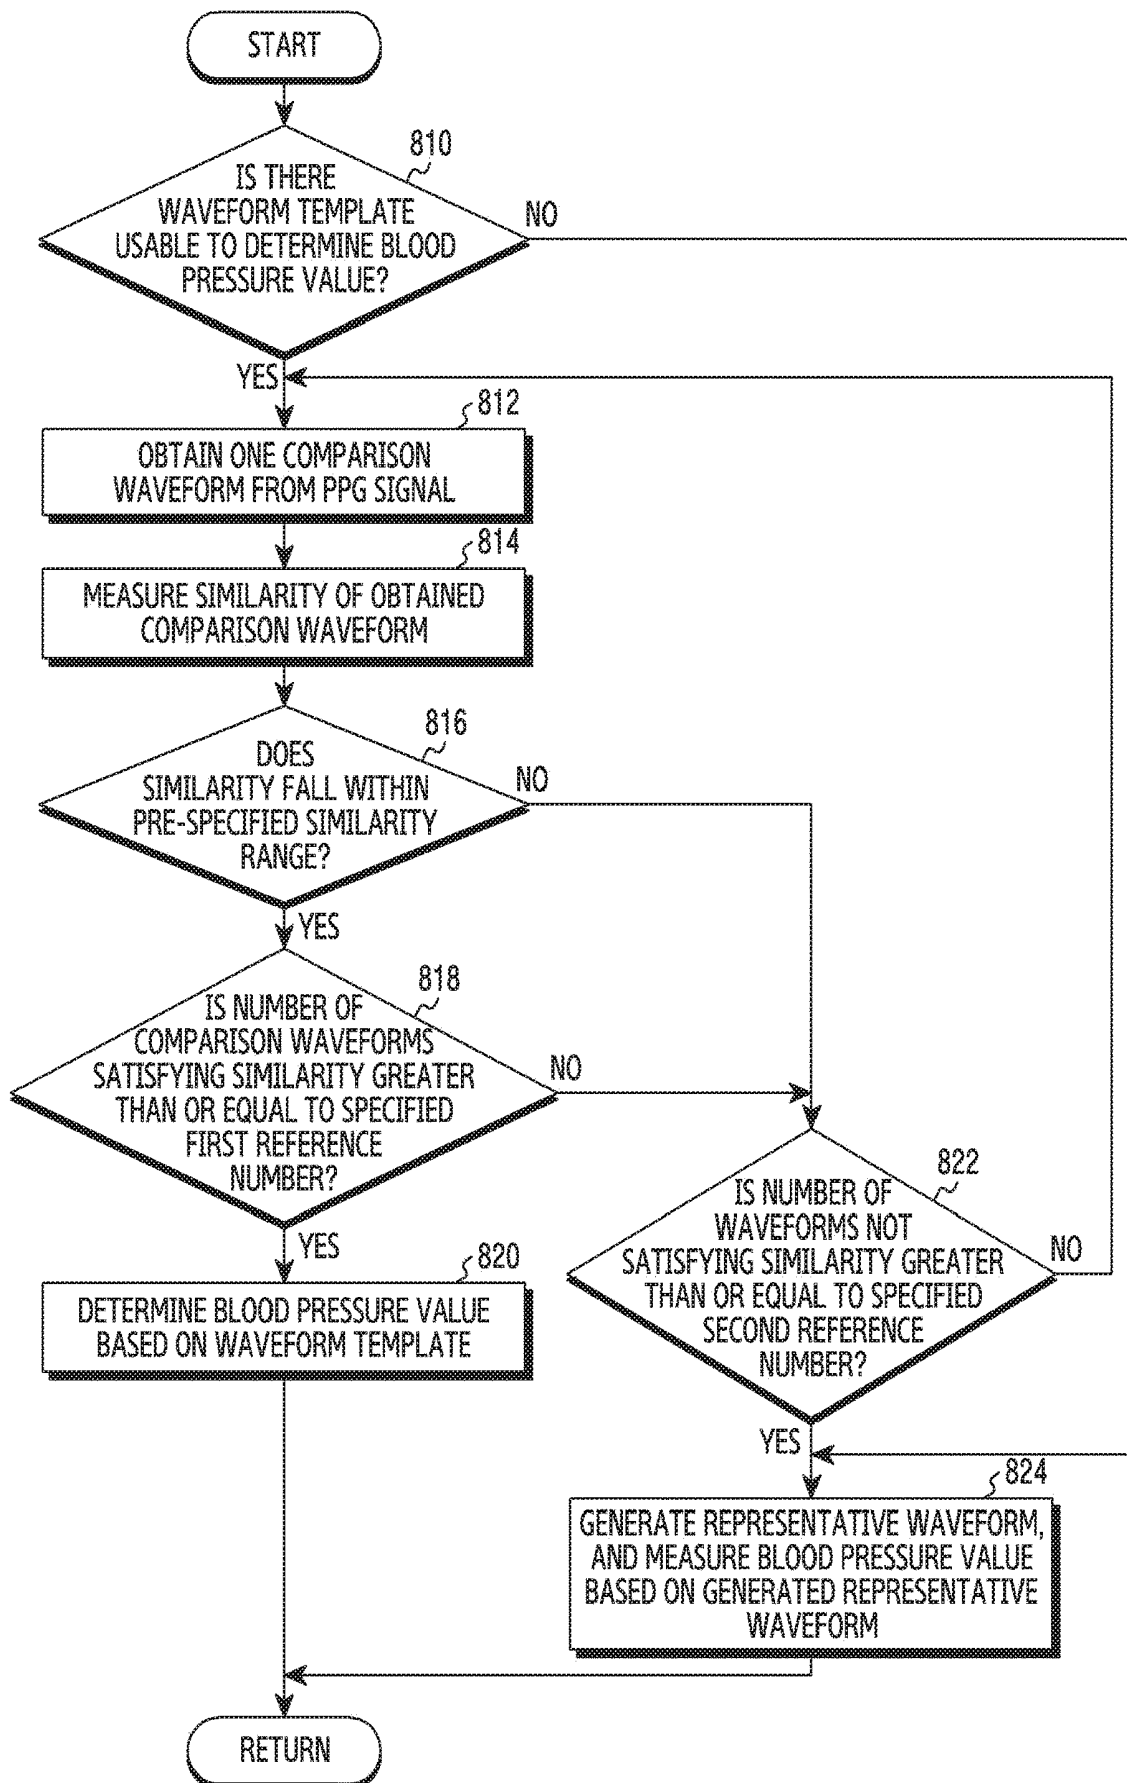 START
810
IS THERE
WAVEFORM TEMPLATE
USABLE TO DETERMINE BLOOD
PRESSURE VALUE?
NO
YES
812
OBTAIN ONE COMPARISON
WAVEFORM FROM PPG SIGNAL
814
MEASURE SIMILARITY OF OBTAINED
COMPARISON WAVEFORM
816
DOES
SIMILARITY FALL WITHIN
PRE-SPECIFIED SIMILARITY
RANGE?
NO
YES
818
IS NUMBER OF
COMPARISON WAVEFORMS
SATISFYING SIMILARITY GREATER
THAN OR EQUAL TO SPECIFIED
FIRST REFERENCE
NUMBER?
NO
YES
820
DETERMINE BLOOD PRESSURE VALUE
BASED ON WAVEFORM TEMPLATE
822
IS NUMBER OF
WAVEFORMS NOT
SATISFYING SIMILARITY GREATER
THAN OR EQUAL TO SPECIFIED
SECOND REFERENCE
NUMBER?
NO
YES
824
GENERATE REPRESENTATIVE WAVEFORM,
AND MEASURE BLOOD PRESSURE VALUE
BASED ON GENERATED REPRESENTATIVE
WAVEFORM
RETURN